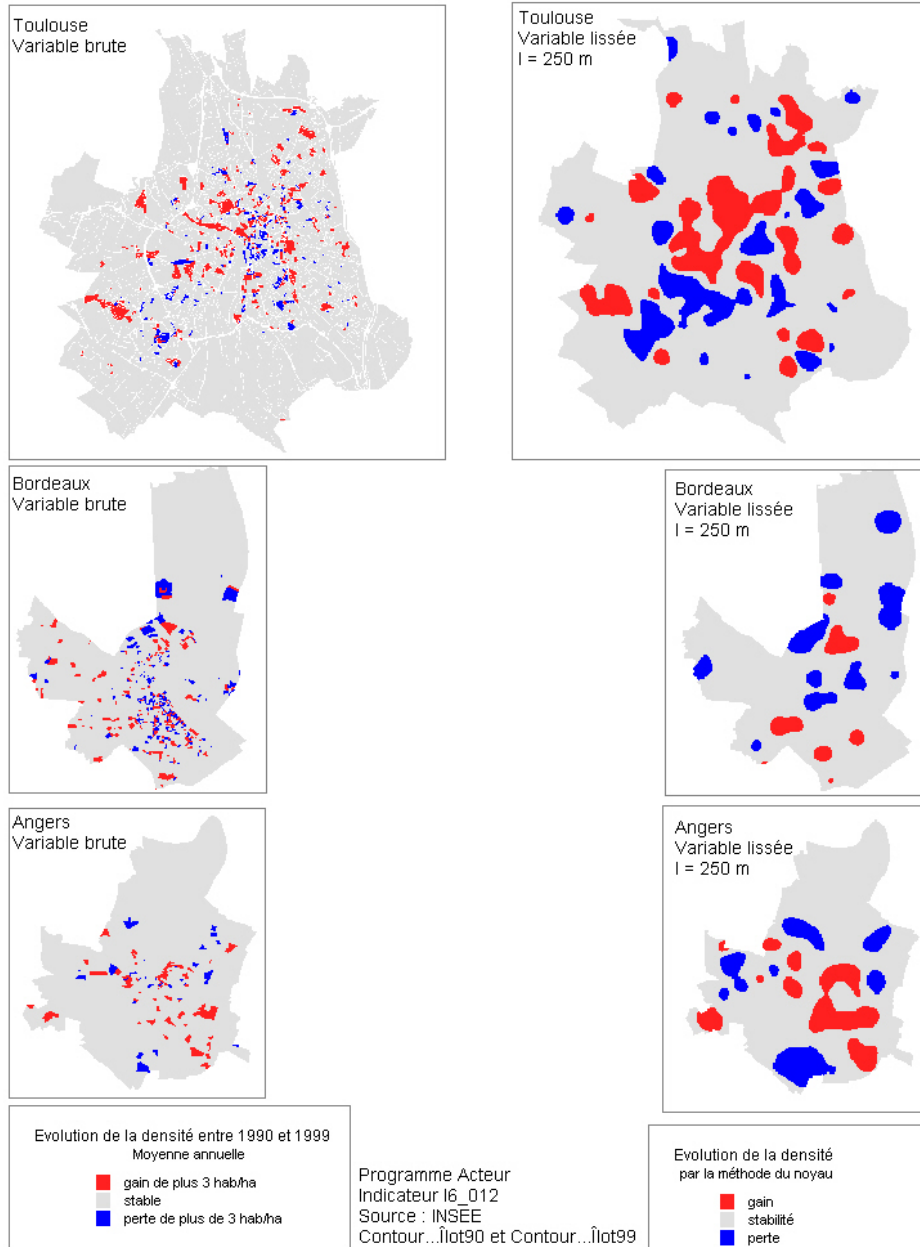 Toulouse
Variable brute
Toulouse
Variable lissée
l = 250 m
Bordeaux
Variable brute
Bordeaux
Variable lissée
l = 250 m
Angers
Variable brute
Angers
Variable lissée
l = 250 m
Evolution de la densité entre 1990 et 1999
Moyenne annuelle
gain de plus 3 hab/ha
stable
perte de plus de 3 hab/ha
Programme Acteur
Indicateur I6_012
Source : INSEE
Contour...Îlot90 et Contour...Îlot99
Evolution de la densité
par la méthode du noyau
gain
stabilité
perte